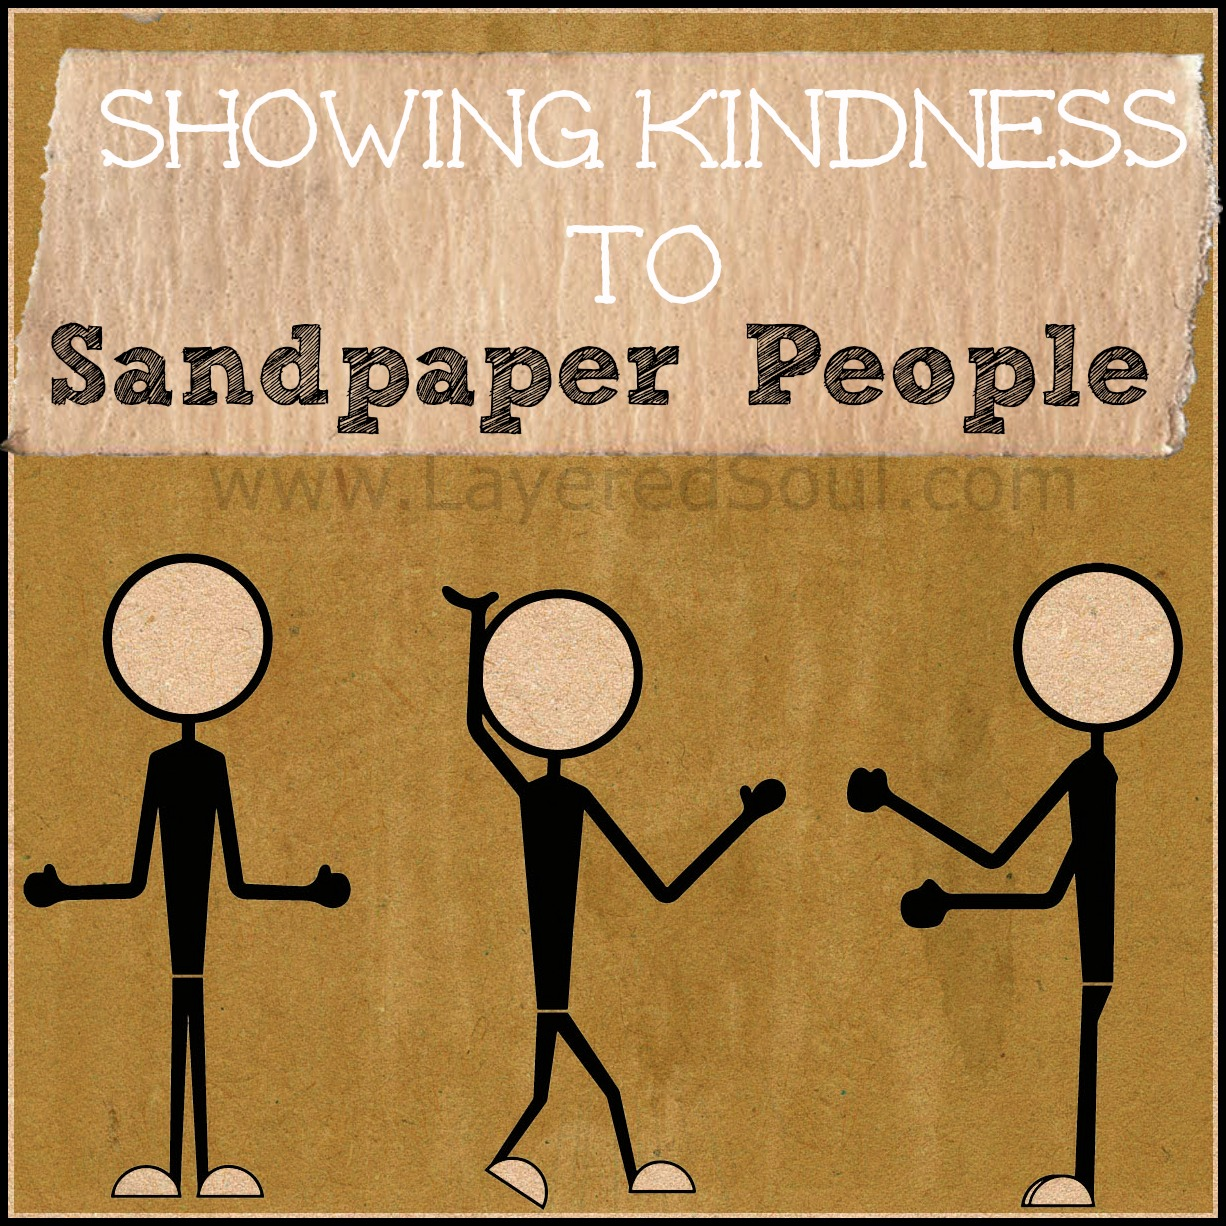 SHOWING KINDNESS
TO
Sandpaper People
www.LayeredSoul.com